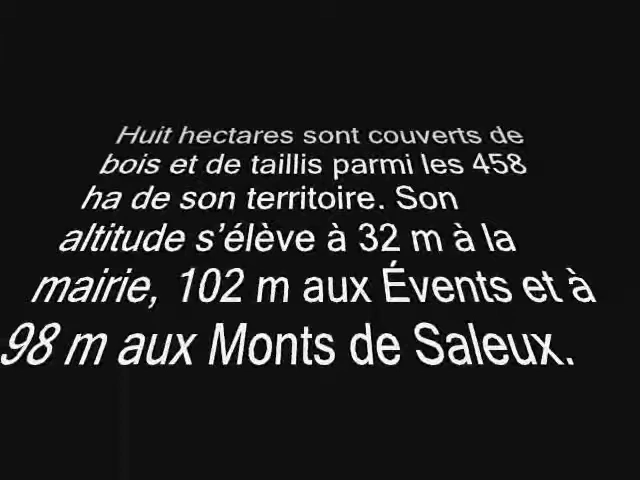 Huit hectares sont couverts de
bois et de taillis parmi les 458
ha de son territoire. Son
altitude s’élève à 32 m à la
mairie, 102 m aux Évents et à
98 m aux Monts de Saleux.